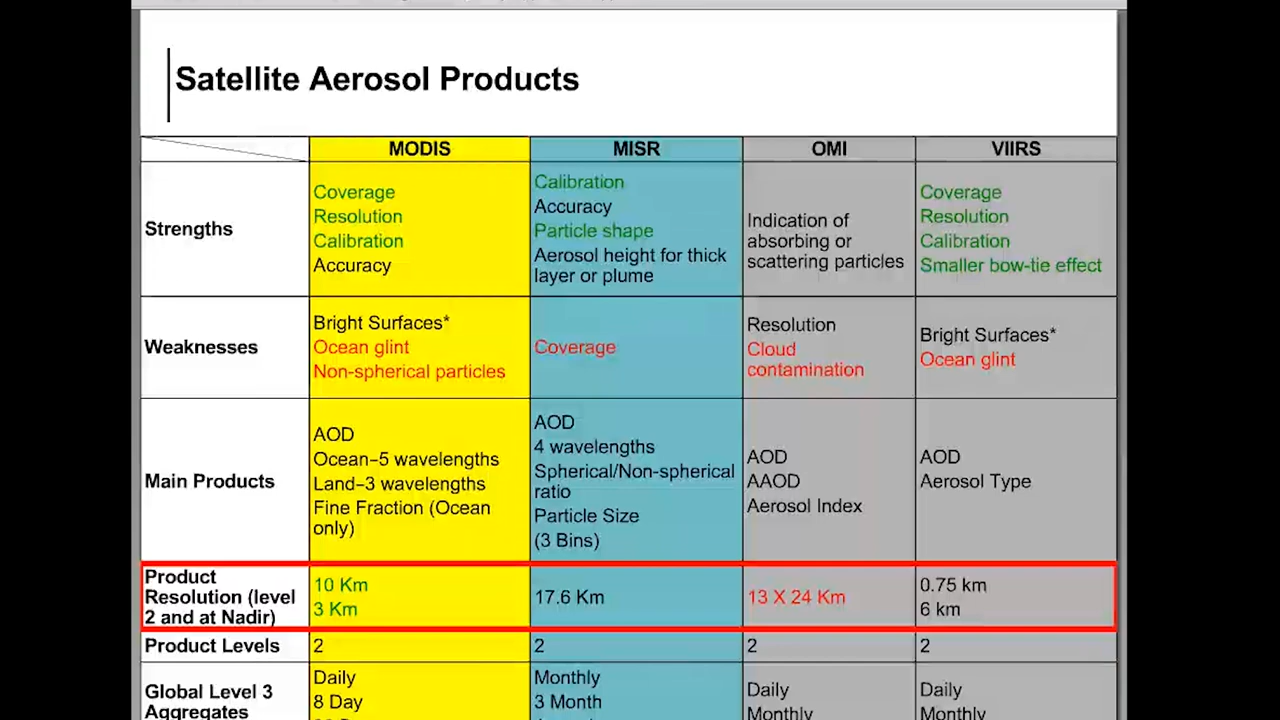 Satellite Aerosol Products
MODIS MISR OMI VIIRS
Strengths
Coverage
Resolution
Calibration
Accuracy
Calibration
Accuracy
Particle shape
Aerosol height for thick
layer or plume
Indication of
absorbing or
scattering particles
Coverage
Resolution
Calibration
Smaller bow-tie effect
Weaknesses
Bright Surfaces*
Ocean glint
Non-spherical particles
Coverage
Resolution
Cloud
contamination
Bright Surfaces*
Ocean glint
Main Products
AOD
Ocean–5 wavelengths
Land–3 wavelengths
Fine Fraction (Ocean
only)
AOD
4 wavelengths
Spherical/Non-spherical
ratio
Particle Size
(3 Bins)
AOD
AAOD
Aerosol Index
AOD
Aerosol Type
Product
Resolution (level
2 and at Nadir)
10 Km
3 Km
17.6 Km
13 X 24 Km
0.75 km
6 km
Product Levels
2
2
2
2
Global Level 3
Aggregates
Daily
8 Day
Monthly
3 Month
Daily
Monthly
Daily
Monthly